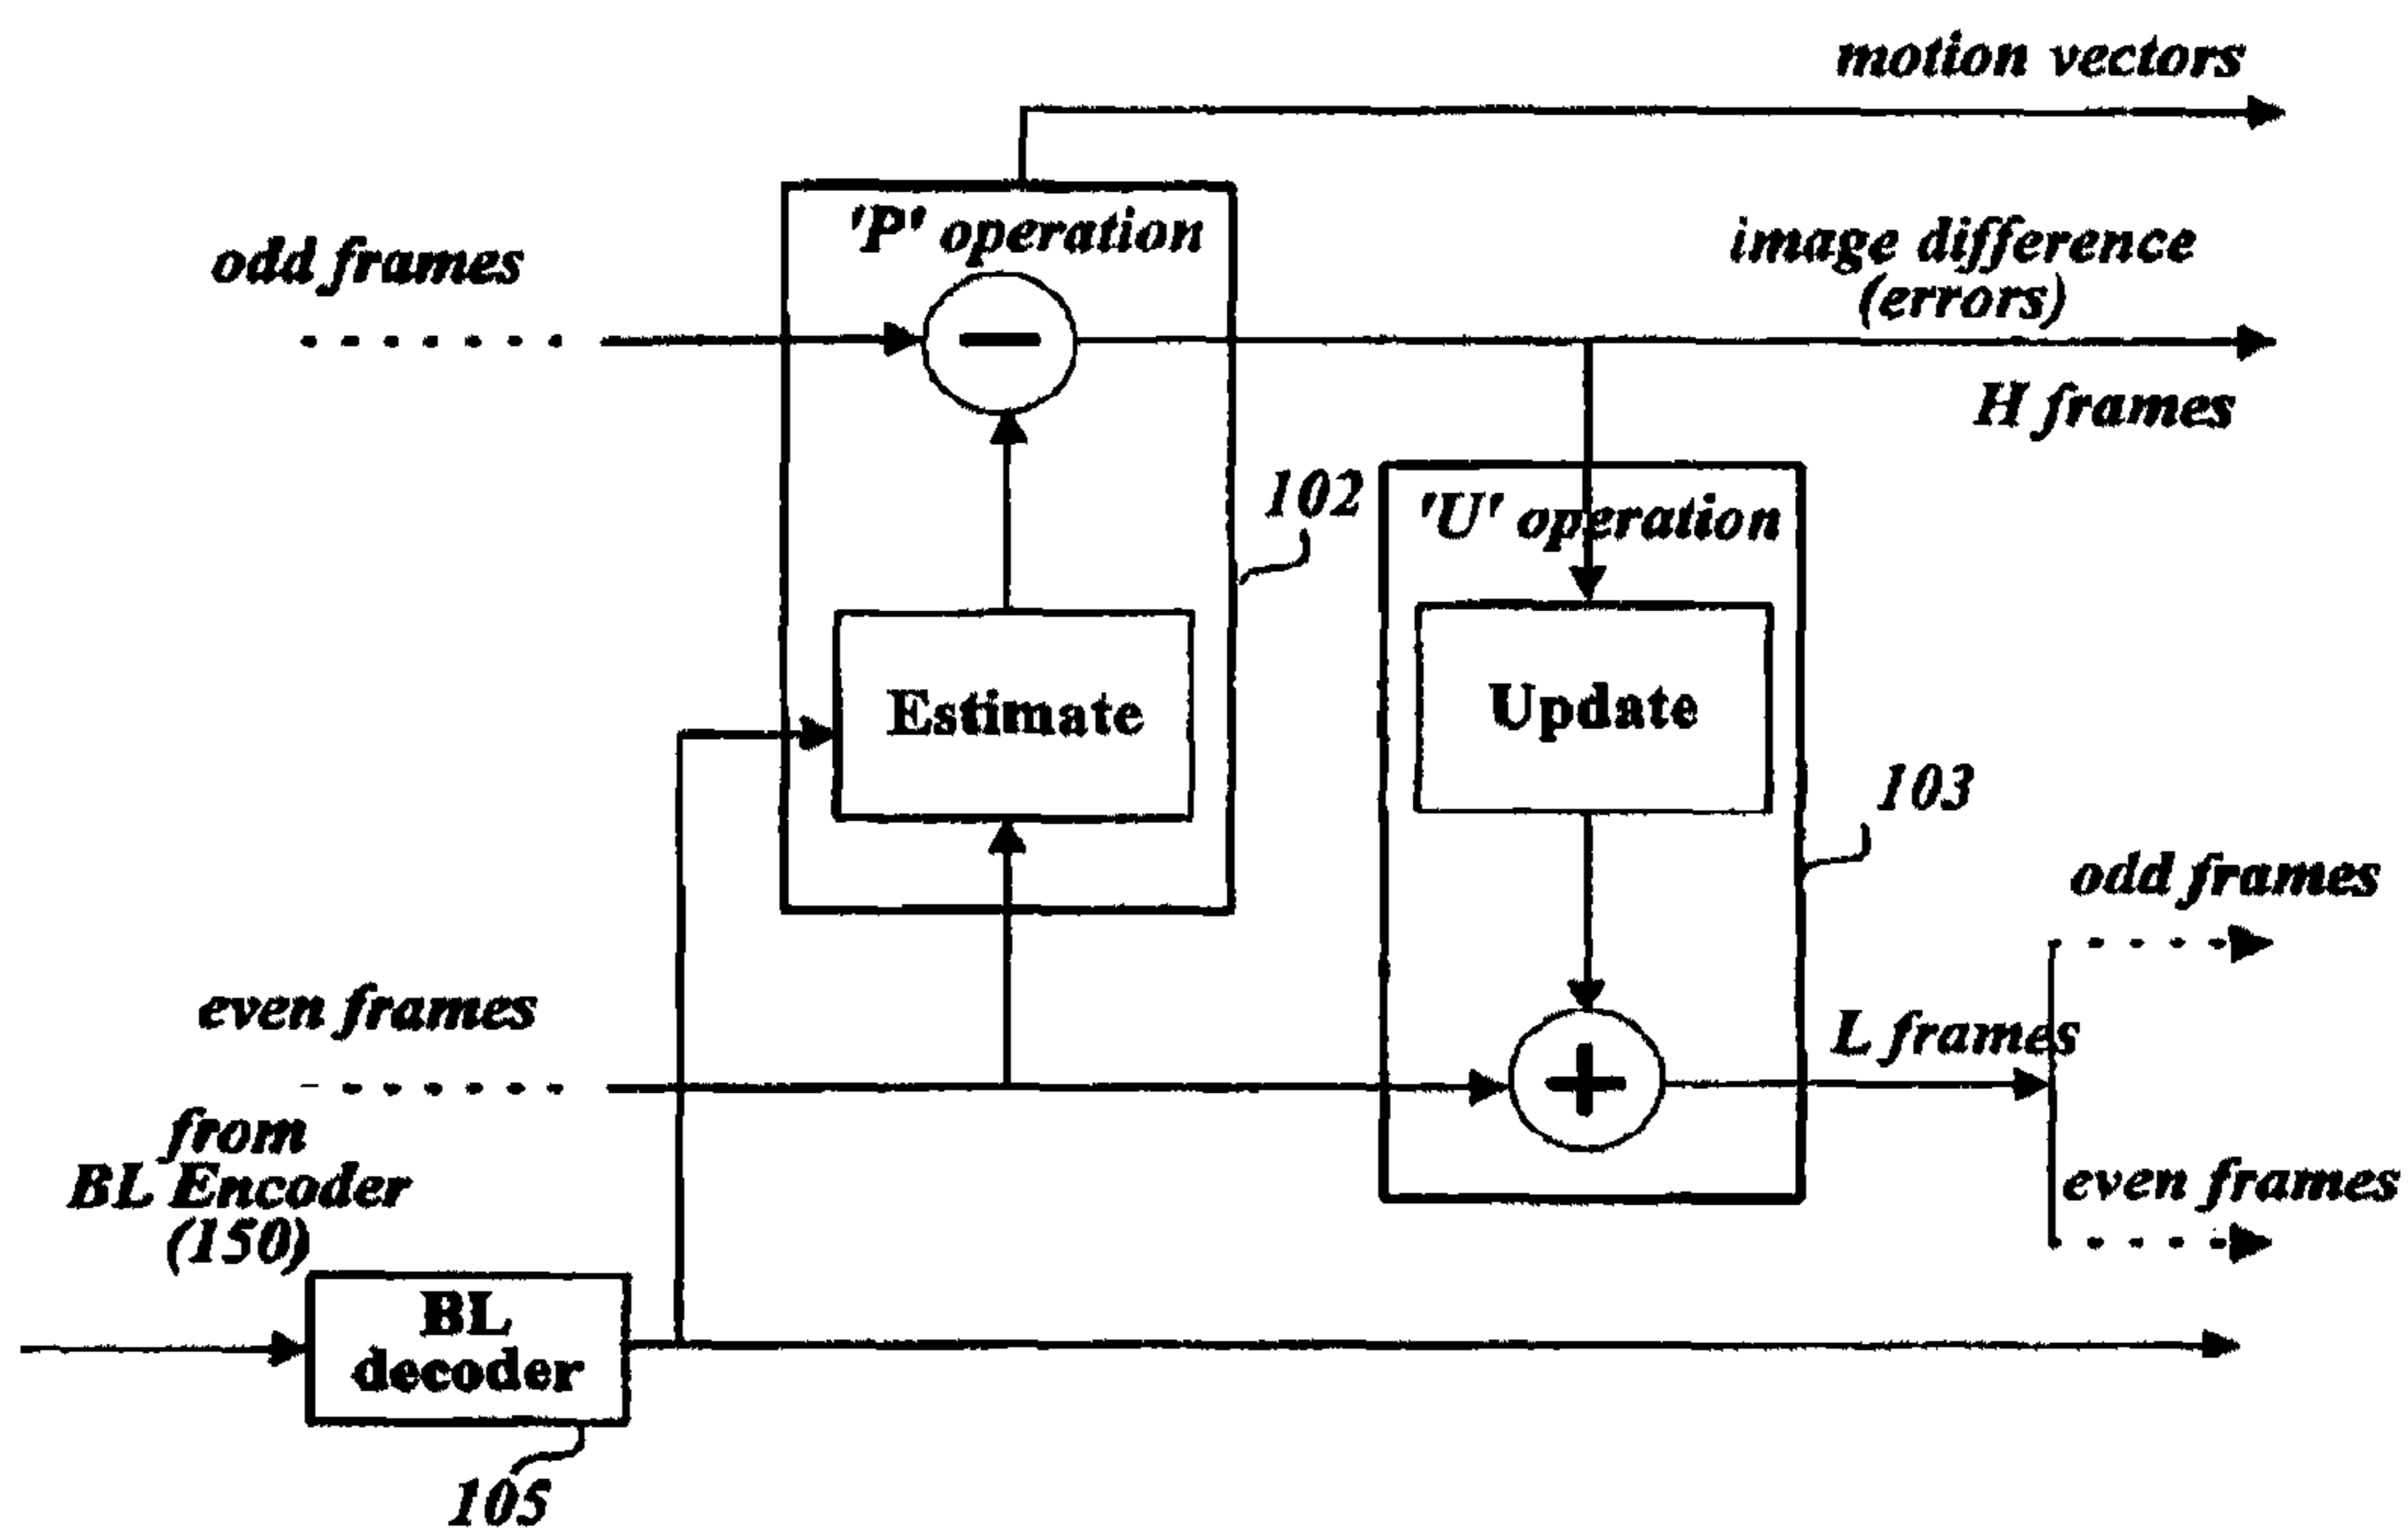 motion vectors
'P' operation
odd frames
image difference
(errors)
H frames
102
'U' operation
Estimate
Update
103
odd frames
even frames
L frames
from
BL Encoder
(150)
even frames
BL
decoder
105